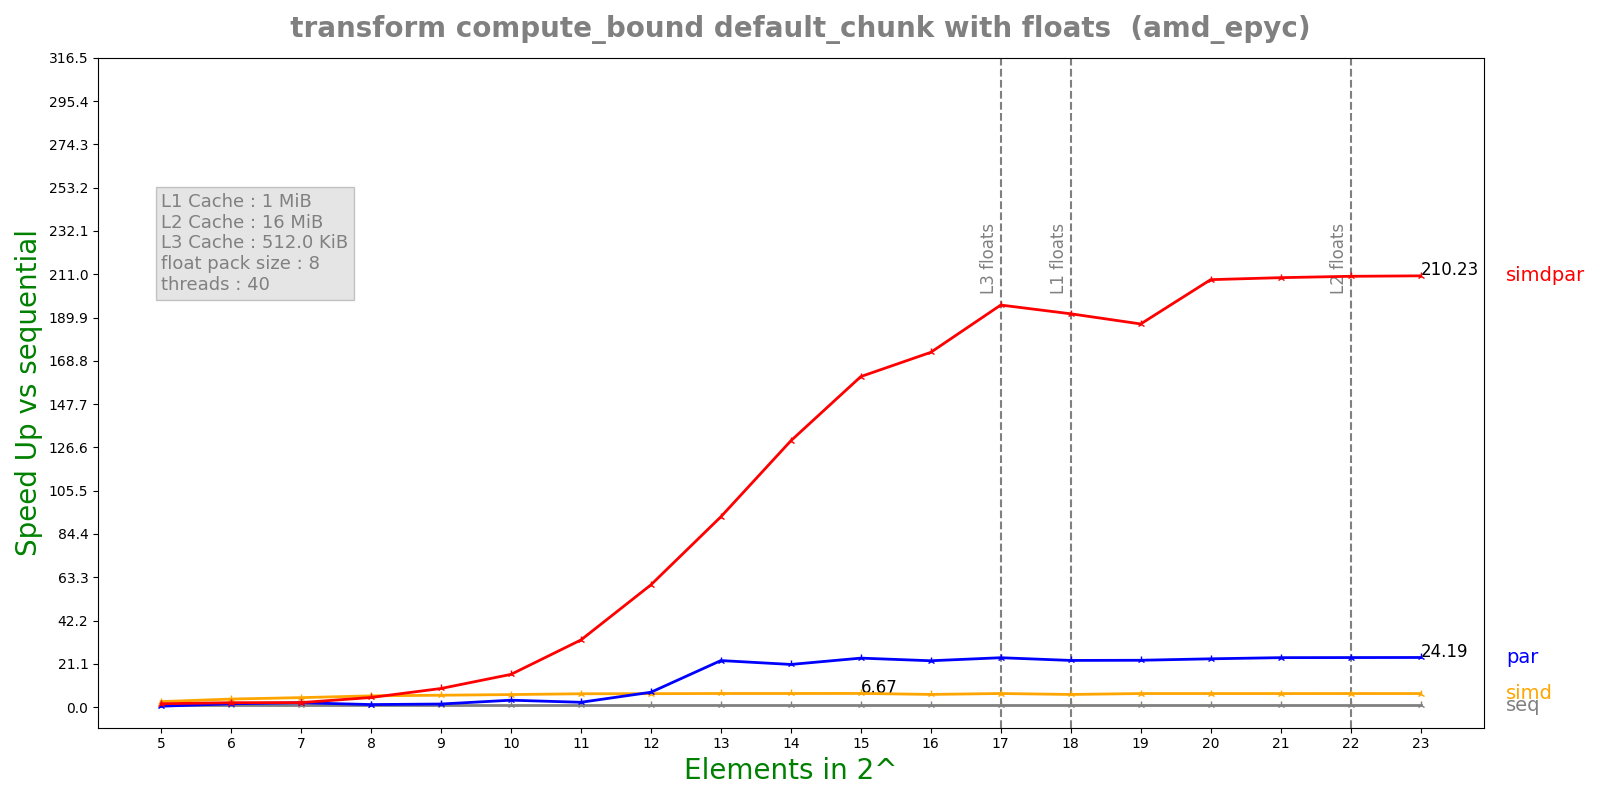 transform compute_bound default_chunk with floats (amd_epyc)
Speed Up vs sequential
316.5
295.4
274.3
253.2
232.1
211.0
189.9
168.8
147.7
126.6
105.5
84.4
63.3
42.2
21.1
0.0
L1 Cache : 1 MiB
L2 Cache : 16 MiB
L3 Cache : 512.0 KiB
float pack size : 8
threads : 40
L3 floats
L1 floats
L2 floats
210.23
simdpar
24.19
par
6.67
simd
seq
5 6 7 8 9 10 11 12 13 14 15 16 17 18 19 20 21 22 23
Elements in 2^